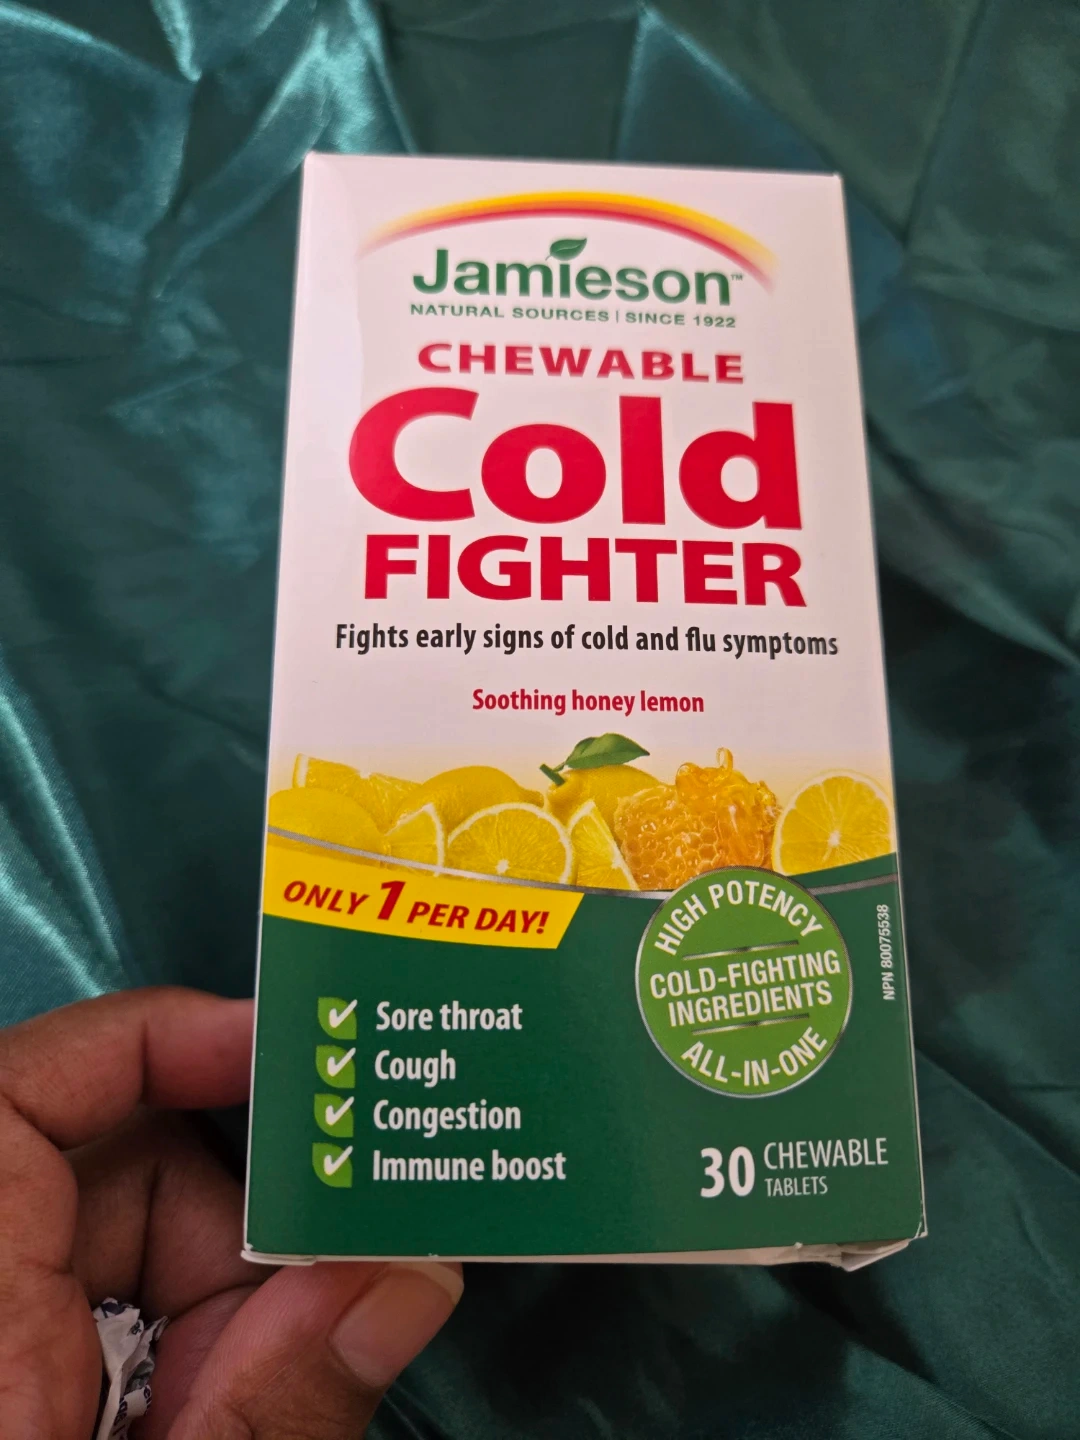 Jamieson™
NATURAL SOURCES | SINCE 1922
CHEWABLE
Cold
FIGHTER
Fights early signs of cold and flu symptoms
Soothing honey lemon
ONLY 1 PER DAY!
HIGH POTENCY
COLD-FIGHTING
INGREDIENTS
ALL-IN-ONE
NPN 80075538
Sore throat
Cough
Congestion
Immune boost
30 CHEWABLE
TABLETS